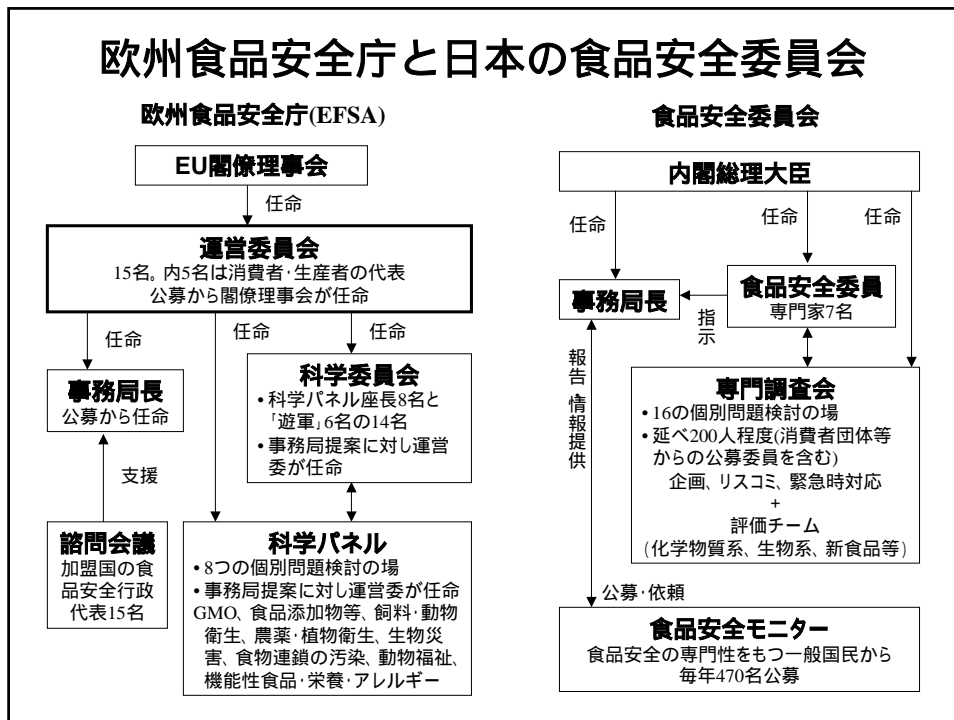 欧州食品安全庁と日本の食品安全委員会
欧州食品安全庁(EFSA)
EU閣僚理事会
任命
運営委員会
15名。内5名は消費者・生産者の代表
公募から閣僚理事会が任命
任命
任命
任命
事務局長
公募から任命
支援
諮問会議
加盟国の食
品安全行政
代表15名
科学委員会
・科学パネル座長8名と
「遊軍」6名の14名
・事務局提案に対し運営
委が任命
科学パネル
・8つの個別問題検討の場
・事務局提案に対し運営委が任命
GMO、食品添加物等、飼料・動物
衛生、農薬・植物衛生、生物災
害、食物連鎖の汚染、動物福祉、
機能性食品・栄養・アレルギー
食品安全委員会
内閣総理大臣
任命
任命
任命
事務局長
指示
食品安全委員
専門家7名
報告、情報提供
専門調査会
・16の個別問題検討の場
・延べ200人程度(消費者団体等
からの公募委員を含む)
企画、リスコミ、緊急時対応
+
評価チーム
(化学物質系、生物系、新食品等)
公募・依頼
食品安全モニター
食品安全の専門性をもつ一般国民から
毎年470名公募